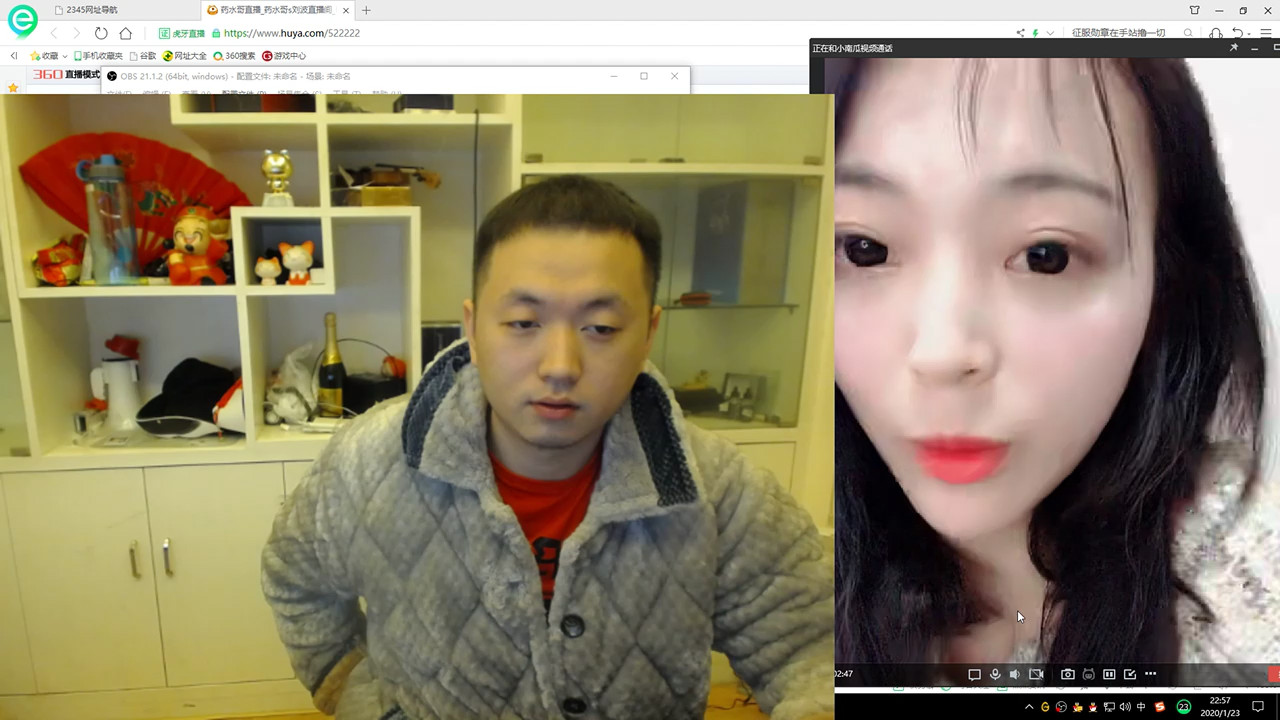 2345网址导航
药水哥直播_药水哥s刘波直播间_
虎牙直播
https://www.huya.com/522222
征服勋章在手站撸一切
收藏
手机收藏夹
谷歌
网址大全
360搜索
游戏中心
正在和小南瓜视频通话
360直播模式
OBS 21.1.2 (64bit, windows) - 配置文件: 未命名 - 场景: 未命名
02:47
中
23
22:57
2020/1/23